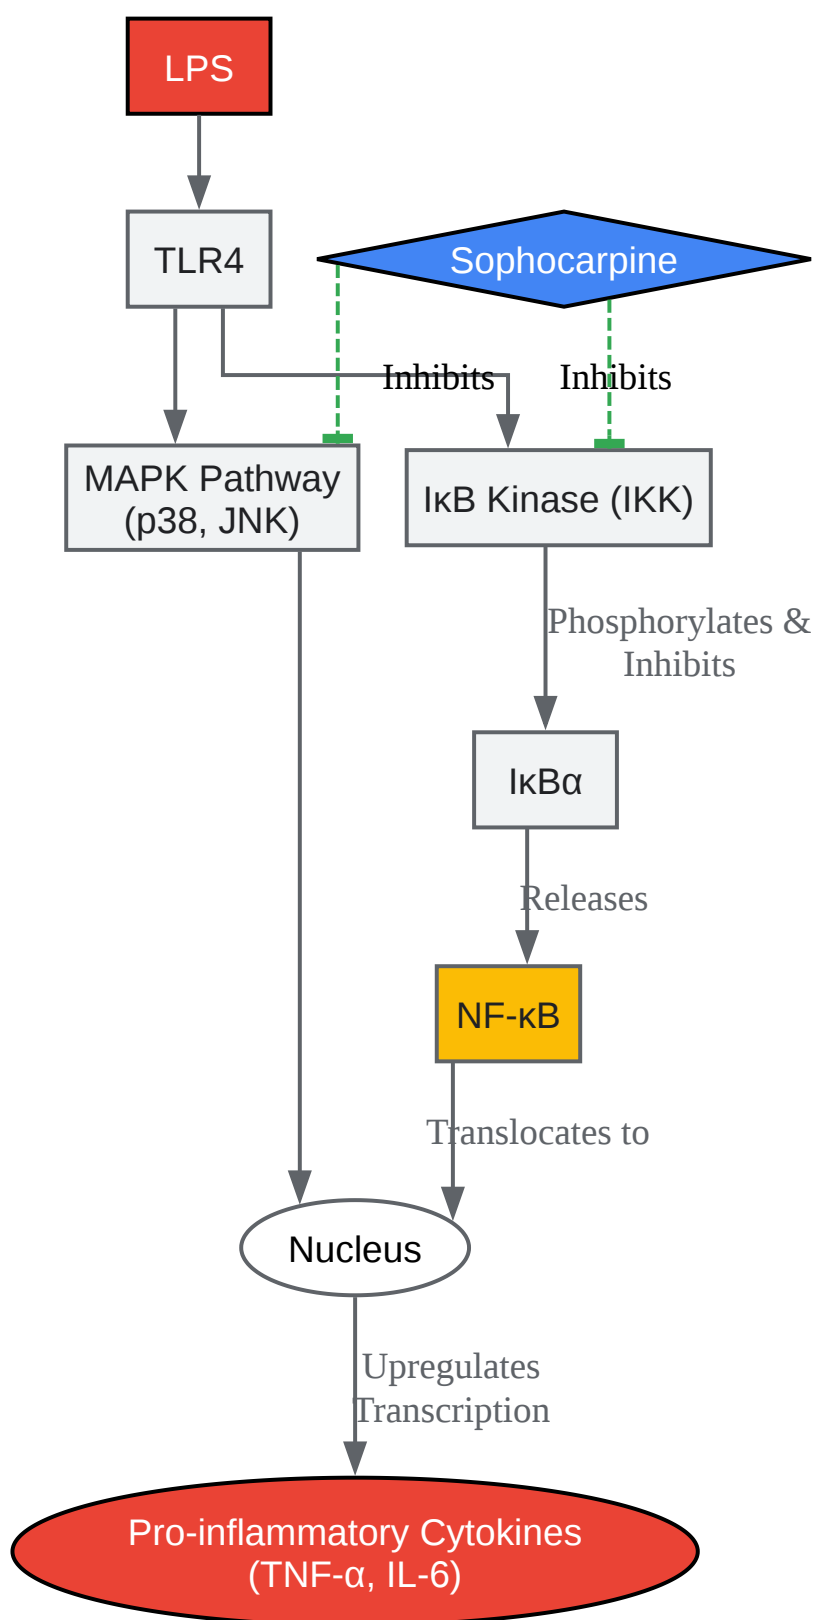 LPS
TLR4
Sophocarpine
Inhibits
Inhibits
MAPK Pathway
(p38, JNK)
IκB Kinase (IKK)
Phosphorylates &
Inhibits
IκBα
Releases
NF-κB
Translocates to
Nucleus
Upregulates
Transcription
Pro-inflammatory Cytokines
(TNF-α, IL-6)